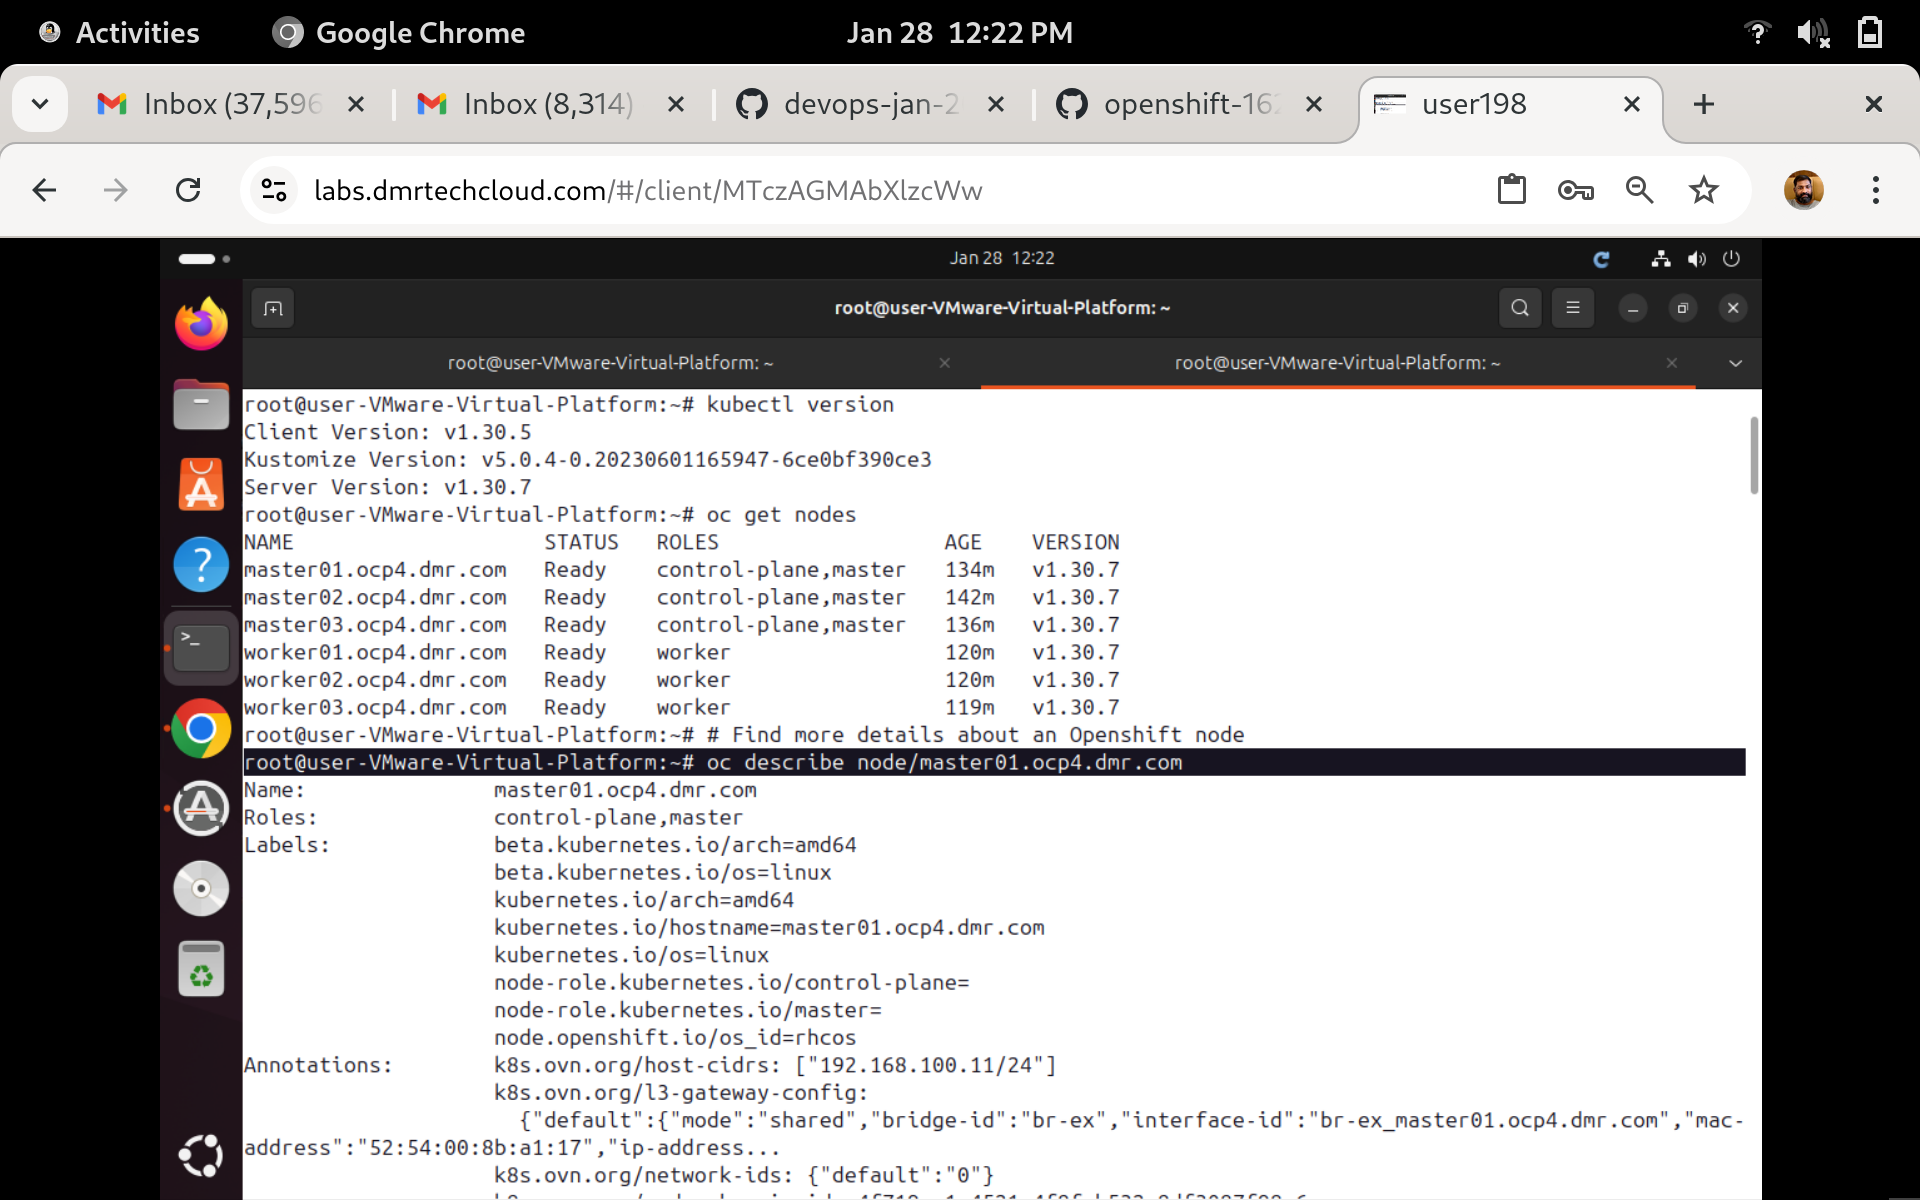 Activities
Google Chrome
Jan 28 12:22 PM
Inbox (37,596
Inbox (8,314)
devops-jan-2
openshift-162
user198
labs.dmrtechcloud.com/#/client/MTczAGMAbXlzcWw
Jan 28 12:22
root@user-VMware-Virtual-Platform: ~
root@user-VMware-Virtual-Platform: ~
root@user-VMware-Virtual-Platform: ~
root@user-VMware-Virtual-Platform:~# kubectl version
Client Version: v1.30.5
Kustomize Version: v5.0.4-0.20230601165947-6ce0bf390ce3
Server Version: v1.30.7
root@user-VMware-Virtual-Platform:~# oc get nodes
NAME STATUS ROLES AGE VERSION
master01.ocp4.dmr.com Ready control-plane,master 134m v1.30.7
master02.ocp4.dmr.com Ready control-plane,master 142m v1.30.7
master03.ocp4.dmr.com Ready control-plane,master 136m v1.30.7
worker01.ocp4.dmr.com Ready worker 120m v1.30.7
worker02.ocp4.dmr.com Ready worker 120m v1.30.7
worker03.ocp4.dmr.com Ready worker 119m v1.30.7
root@user-VMware-Virtual-Platform:~# # Find more details about an Openshift node
root@user-VMware-Virtual-Platform:~# oc describe node/master01.ocp4.dmr.com
Name: master01.ocp4.dmr.com
Roles: control-plane,master
Labels: beta.kubernetes.io/arch=amd64
beta.kubernetes.io/os=linux
kubernetes.io/arch=amd64
kubernetes.io/hostname=master01.ocp4.dmr.com
kubernetes.io/os=linux
node-role.kubernetes.io/control-plane=
node-role.kubernetes.io/master=
node.openshift.io/os_id=rhcos
Annotations: k8s.ovn.org/host-cidrs: ["192.168.100.11/24"]
k8s.ovn.org/l3-gateway-config:
{"default":{"mode":"shared","bridge-id":"br-ex","interface-id":"br-ex_master01.ocp4.dmr.com","mac-
address":"52:54:00:8b:a1:17","ip-address...
k8s.ovn.org/network-ids: {"default":"0"}